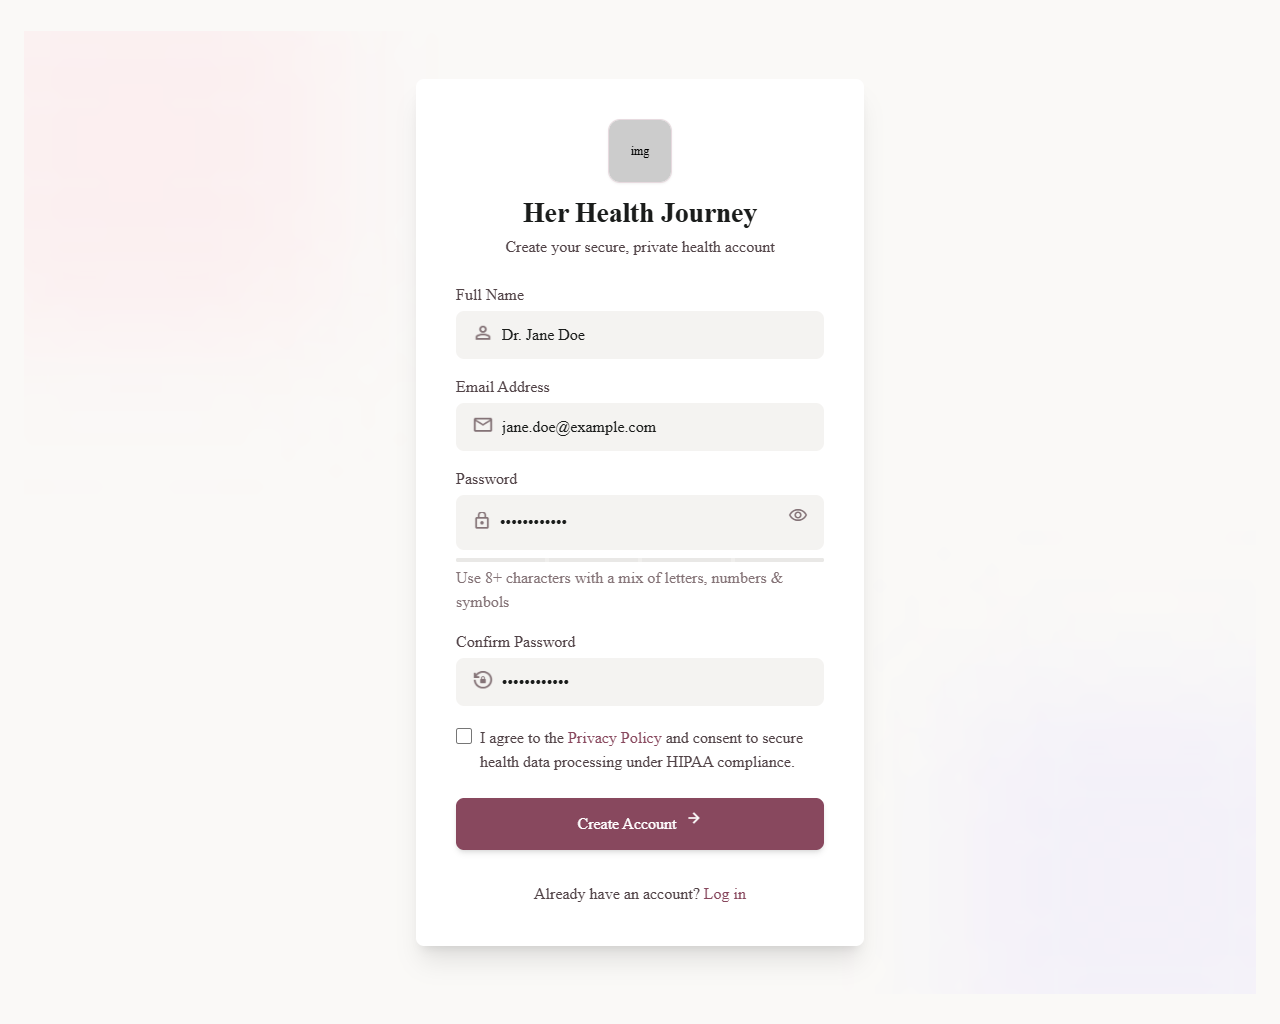 img
Her Health Journey
Create your secure, private health account
Full Name
Dr. Jane Doe
Email Address
jane.doe@example.com
Password
••••••••••••
Use 8+ characters with a mix of letters, numbers &
symbols
Confirm Password
••••••••••••
I agree to the Privacy Policy and consent to secure
health data processing under HIPAA compliance.
Create Account
Already have an account? Log in